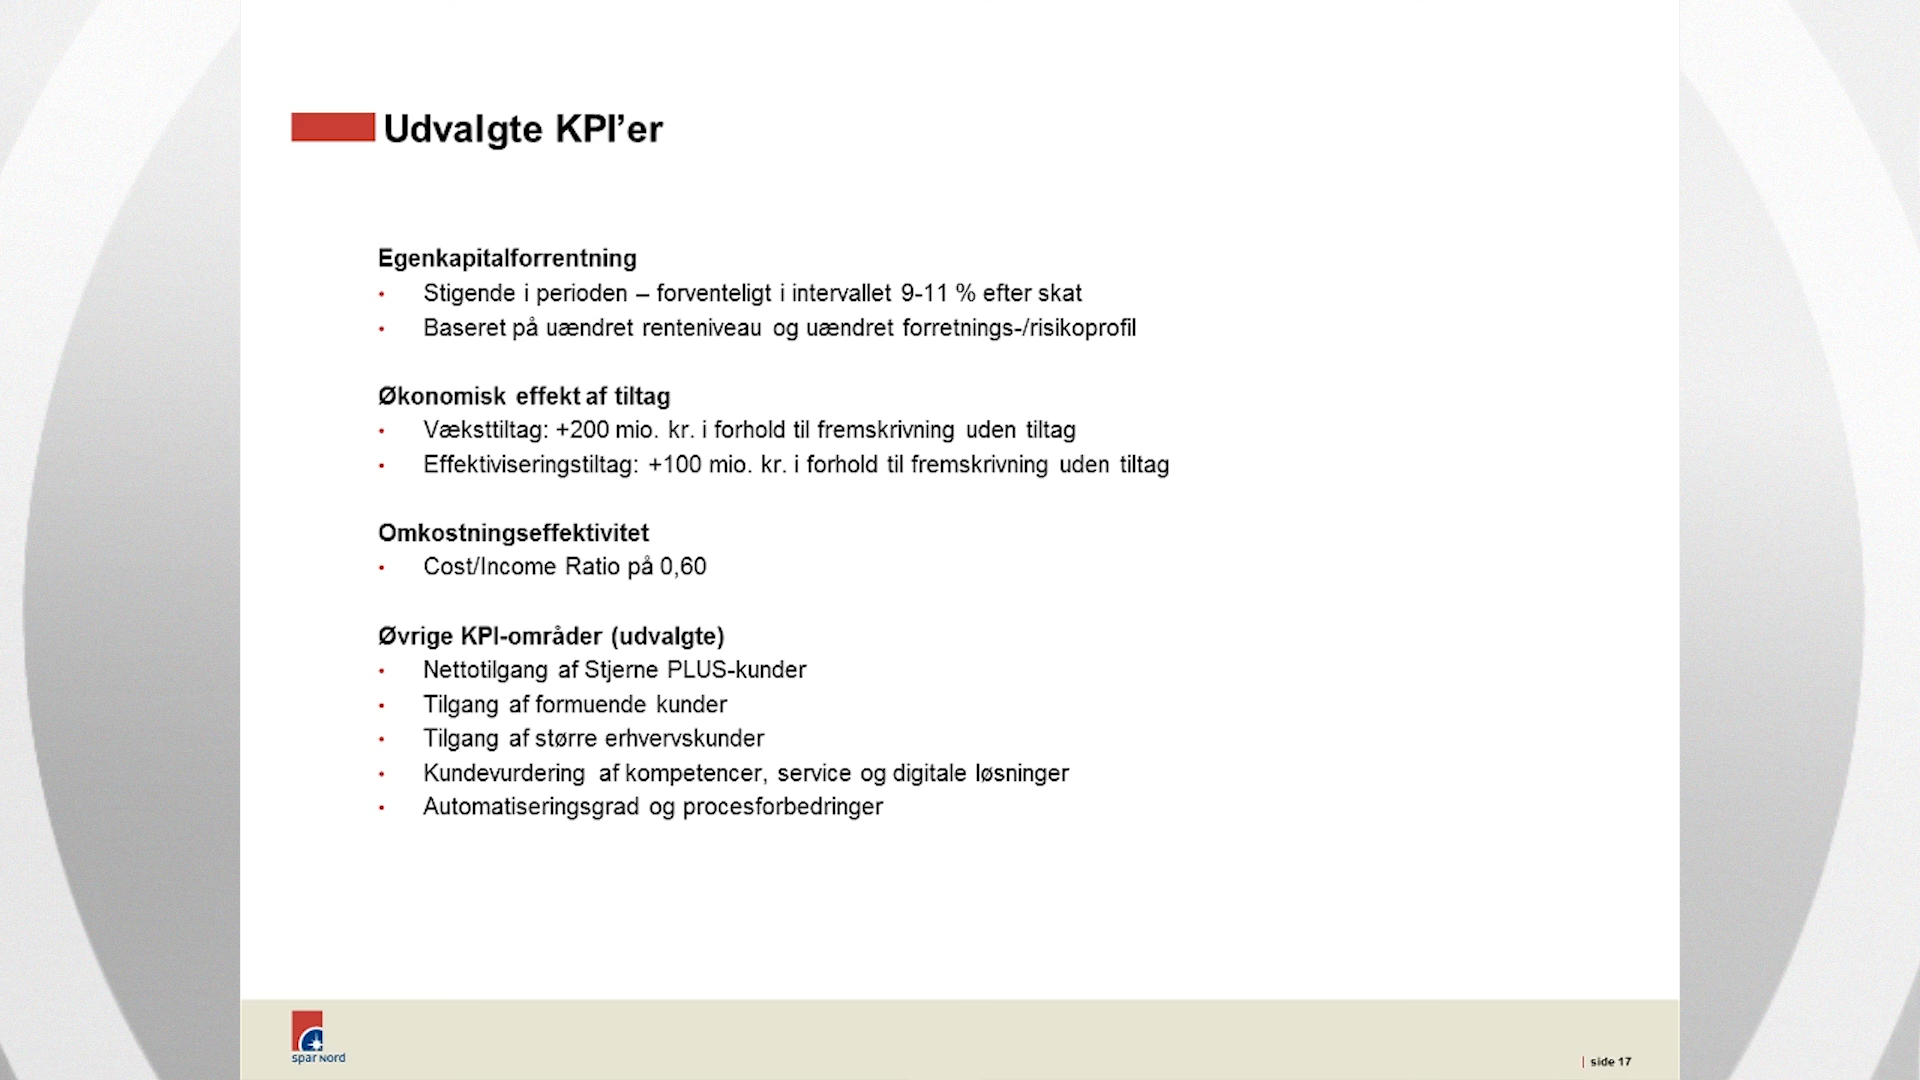 Udvalgte KPI’er
Egenkapitalforrentning
• Stigende i perioden – forventeligt i intervallet 9-11 % efter skat
• Baseret på uændret renteniveau og uændret forretnings-/risikoprofil
Økonomisk effekt af tiltag
• Væksttiltag: +200 mio. kr. i forhold til fremskrivning uden tiltag
• Effektiviseringstiltag: +100 mio. kr. i forhold til fremskrivning uden tiltag
Omkostningseffektivitet
• Cost/Income Ratio på 0,60
Øvrige KPI-områder (udvalgte)
• Nettotilgang af Stjerne PLUS-kunder
• Tilgang af formuende kunder
• Tilgang af større erhvervskunder
• Kundevurdering af kompetencer, service og digitale løsninger
• Automatiseringsgrad og procesforbedringer
spar nord
| side 17